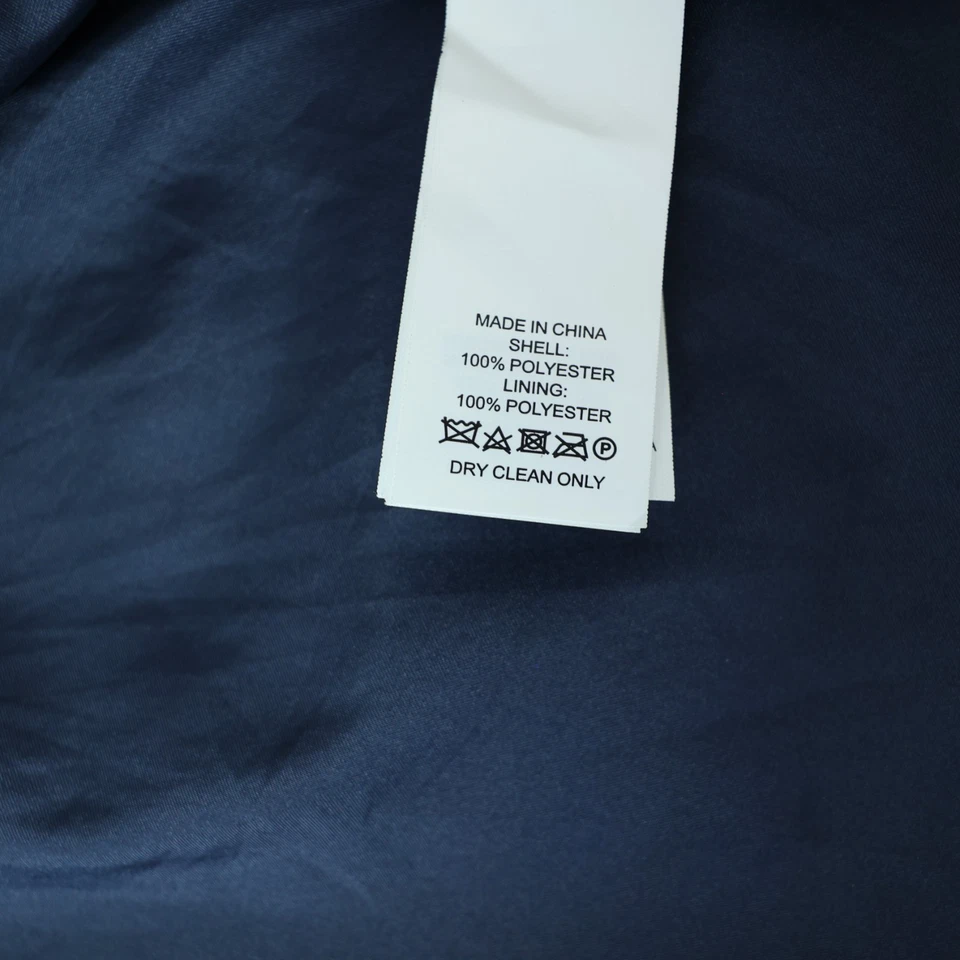 MADE IN CHINA
SHELL:
100% POLYESTER
LINING:
100% POLYESTER
P
DRY CLEAN ONLY